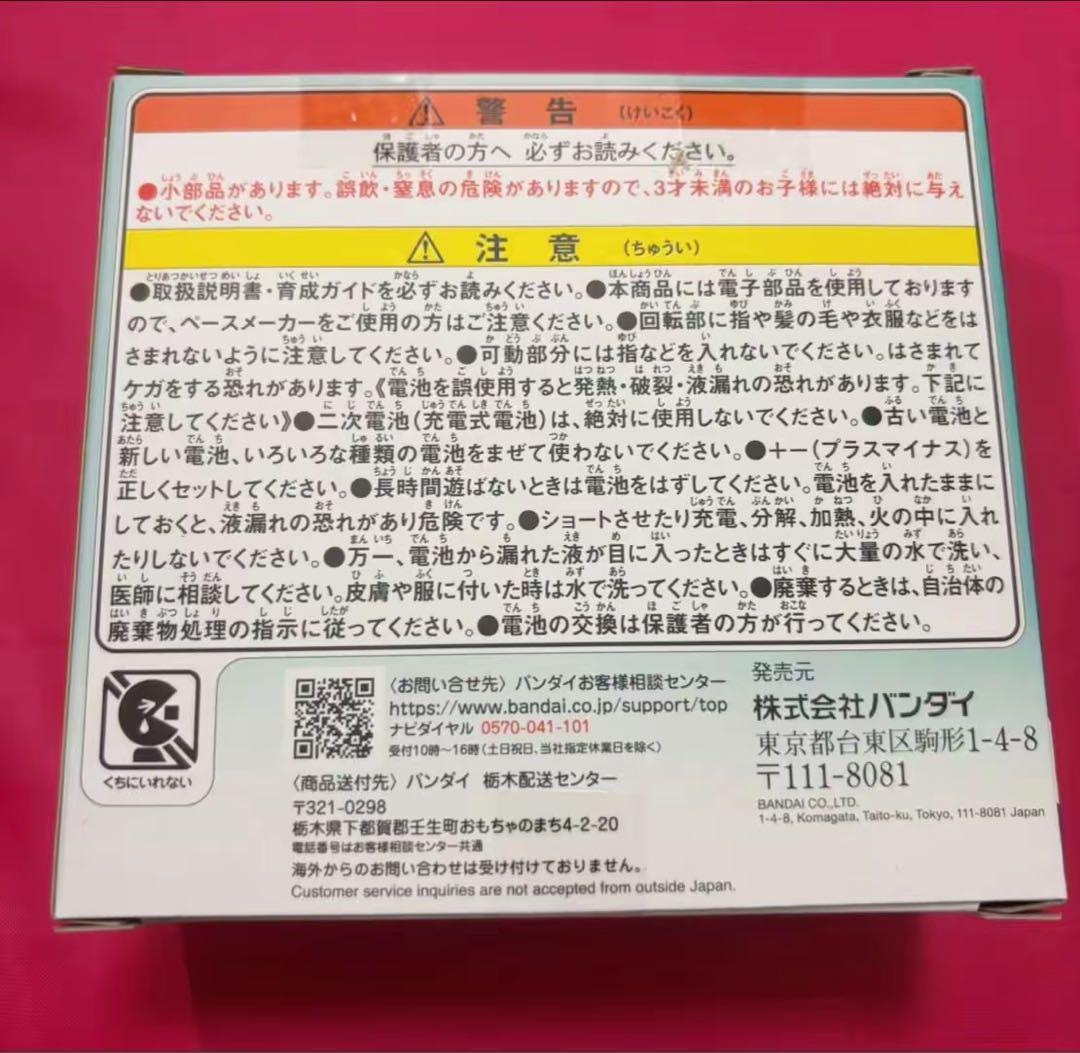 警告 (けいこく)
保護者の方へ 必ずお読みください。
●小部品があります。誤飲・窒息の危険がありますので、3才未満のお子様には絶対に与え
ないでください。
注意 (ちゅうい)
●取扱説明書・育成ガイドを必ずお読みください。●本商品には電子部品を使用しております
ので、ペースメーカーをご使用の方はご注意ください。●回転部に指や髪の毛や衣服などをは
さまれないように注意してください。●可動部分には指などを入れないでください。はさまれて
ケガをする恐れがあります。《電池を誤使用すると発熱・破裂・液漏れの恐れがあります。下記に
注意してください》●二次電池(充電式電池)は、絶対に使用しないでください。●古い電池と
新しい電池、いろいろな種類の電池をまぜて使わないでください。●+−(プラスマイナス)を
正しくセットしてください。●長時間遊ばないときは電池をはずしてください。電池を入れたままに
しておくと、液漏れの恐れがあり危険です。●ショートさせたり充電、分解、加熱、火の中に入れ
たりしないでください。●万一、電池から漏れた液が目に入ったときはすぐに大量の水で洗い、
医師に相談してください。皮膚や服に付いた時は水で洗ってください。●廃棄するときは、自治体の
廃棄物処理の指示に従ってください。●電池の交換は保護者の方が行ってください。
くちにいれない
〈お問い合せ先〉バンダイお客様相談センター
https://www.bandai.co.jp/support/top
ナビダイヤル 0570-041-101
受付10時〜16時(土日祝日、当社指定休業日を除く)
〈商品送付先〉バンダイ 栃木配送センター
〒321-0298
栃木県下都賀郡壬生町おもちゃのまち4-2-20
電話番号はお客様相談センター共通
海外からのお問い合わせは受け付けておりません。
Customer service inquiries are not accepted from outside Japan.
発売元
株式会社バンダイ
東京都台東区駒形1-4-8
〒111-8081
BANDAI CO.,LTD.
1-4-8, Komagata, Taito-ku, Tokyo, 111-8081 Japan